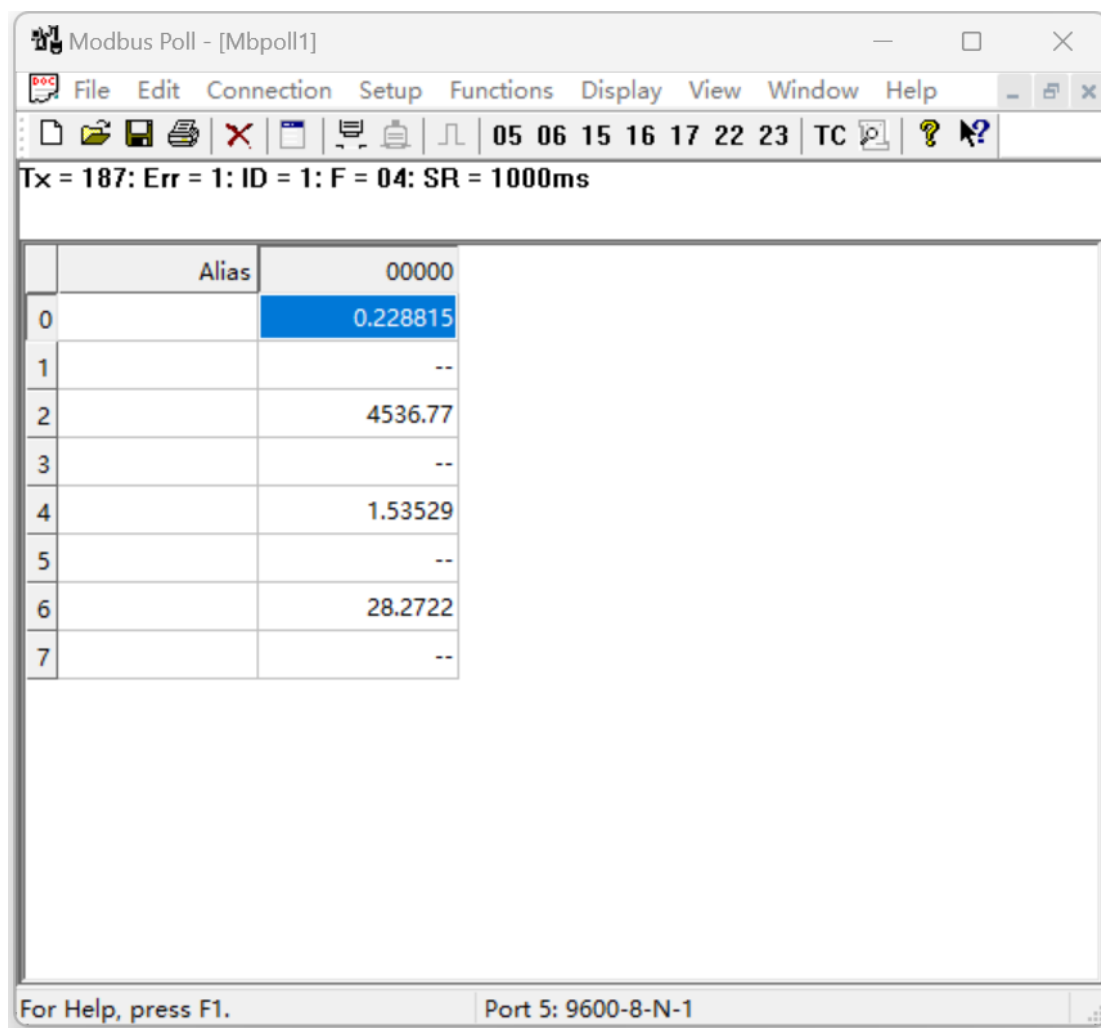 Modbus Poll - [Mbpoll1]
File Edit Connection Setup Functions Display View Window Help
05 06 15 16 17 22 23 TC
Tx = 187: Err = 1: ID = 1: F = 04: SR = 1000ms
Alias 00000
0 0.228815
1 --
2 4536.77
3 --
4 1.53529
5 --
6 28.2722
7 --
For Help, press F1. Port 5: 9600-8-N-1